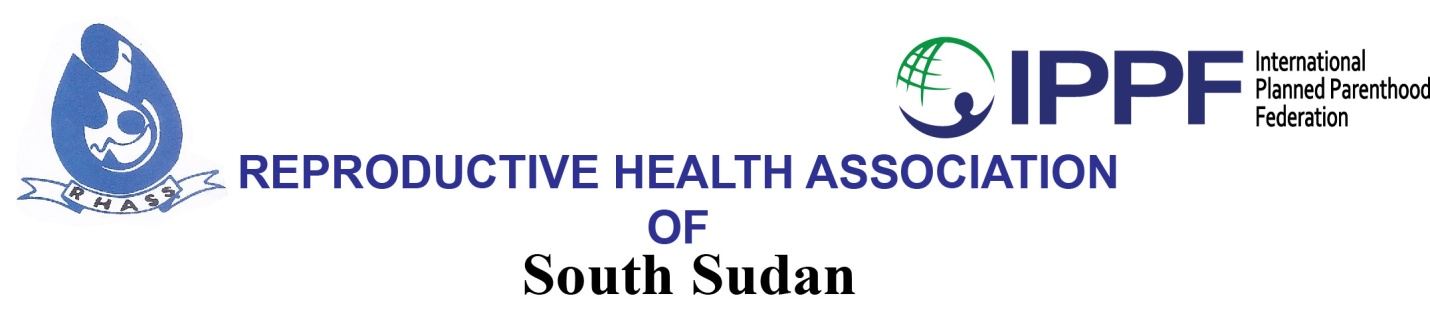 IPPF
International
Planned Parenthood
Federation
REPRODUCTIVE HEALTH ASSOCIATION
OF
South Sudan
RHASS